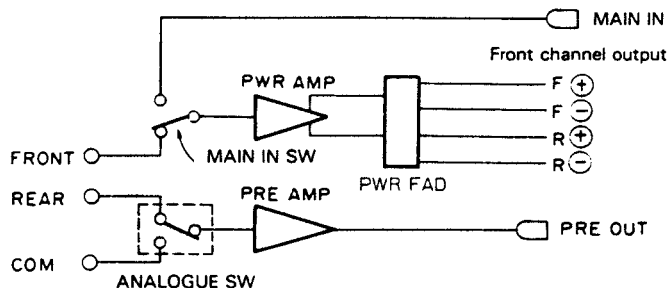 MAIN IN
Front channel output
PWR AMP
F +
F −
R +
R −
FRONT
MAIN IN SW
PWR FAD
REAR
PRE AMP
PRE OUT
COM
ANALOGUE SW